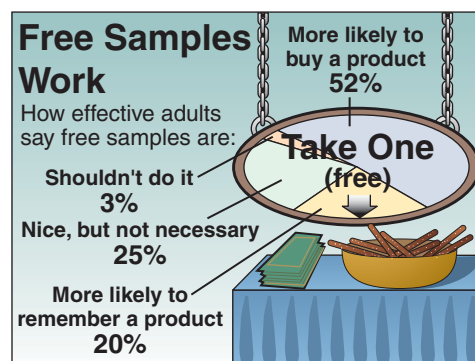 Free Samples
Work
How effective adults
say free samples are:
More likely to
buy a product
52%
Take One
(free)
Shouldn't do it
3%
Nice, but not necessary
25%
More likely to
remember a product
20%